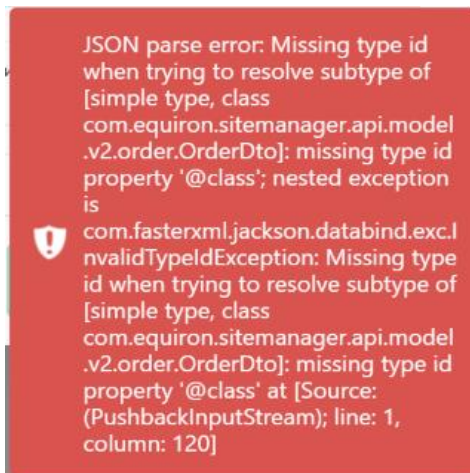 JSON parse error: Missing type id
when trying to resolve subtype of
[simple type, class
com.equiron.sitemanager.api.model
.v2.order.OrderDto]: missing type id
property '@class'; nested exception
is
com.fasterxml.jackson.databind.exc.I
nvalidTypeIdException: Missing type
id when trying to resolve subtype of
[simple type, class
com.equiron.sitemanager.api.model
.v2.order.OrderDto]: missing type id
property '@class' at [Source:
(PushbackInputStream); line: 1,
column: 120]